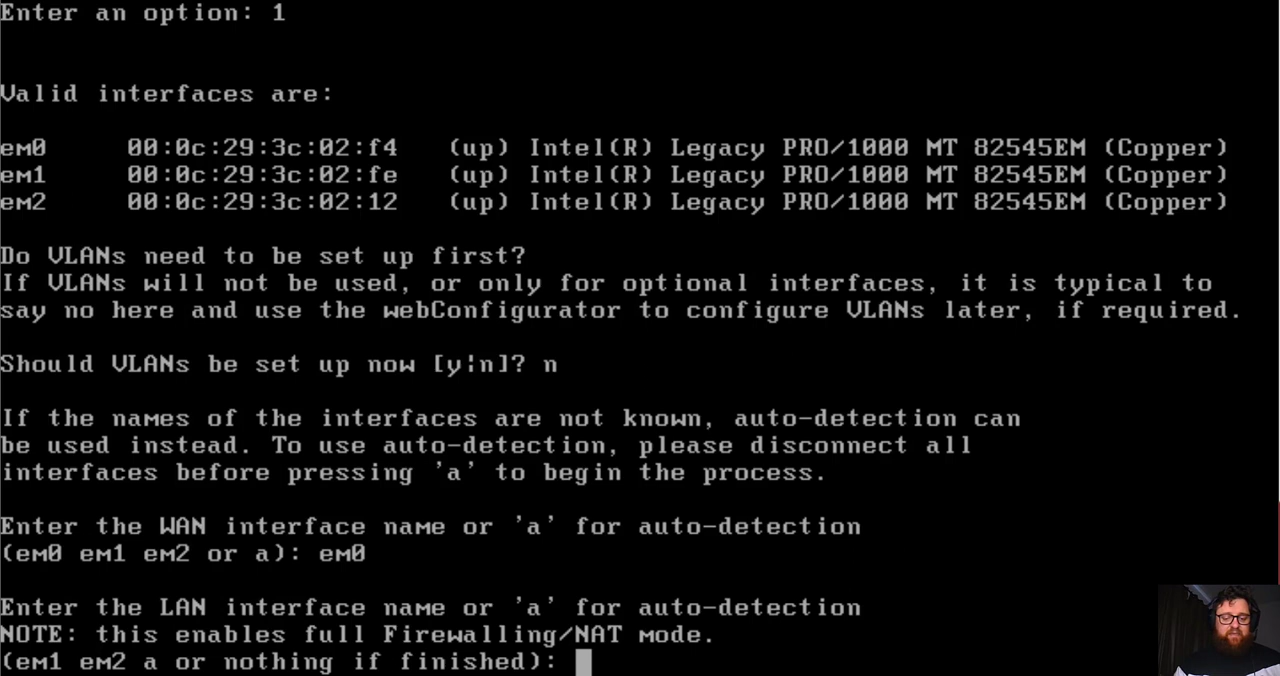 Enter an option: 1
Valid interfaces are:
em0 00:0c:29:3c:02:f4 (up) Intel(R) Legacy PRO/1000 MT 82545EM (Copper)
em1 00:0c:29:3c:02:fe (up) Intel(R) Legacy PRO/1000 MT 82545EM (Copper)
em2 00:0c:29:3c:02:12 (up) Intel(R) Legacy PRO/1000 MT 82545EM (Copper)
Do VLANs need to be set up first?
If VLANs will not be used, or only for optional interfaces, it is typical to
say no here and use the webConfigurator to configure VLANs later, if required.
Should VLANs be set up now [y|n]? n
If the names of the interfaces are not known, auto-detection can
be used instead. To use auto-detection, please disconnect all
interfaces before pressing 'a' to begin the process.
Enter the WAN interface name or 'a' for auto-detection
(em0 em1 em2 or a): em0
Enter the LAN interface name or 'a' for auto-detection
NOTE: this enables full Firewalling/NAT mode.
(em1 em2 a or nothing if finished):